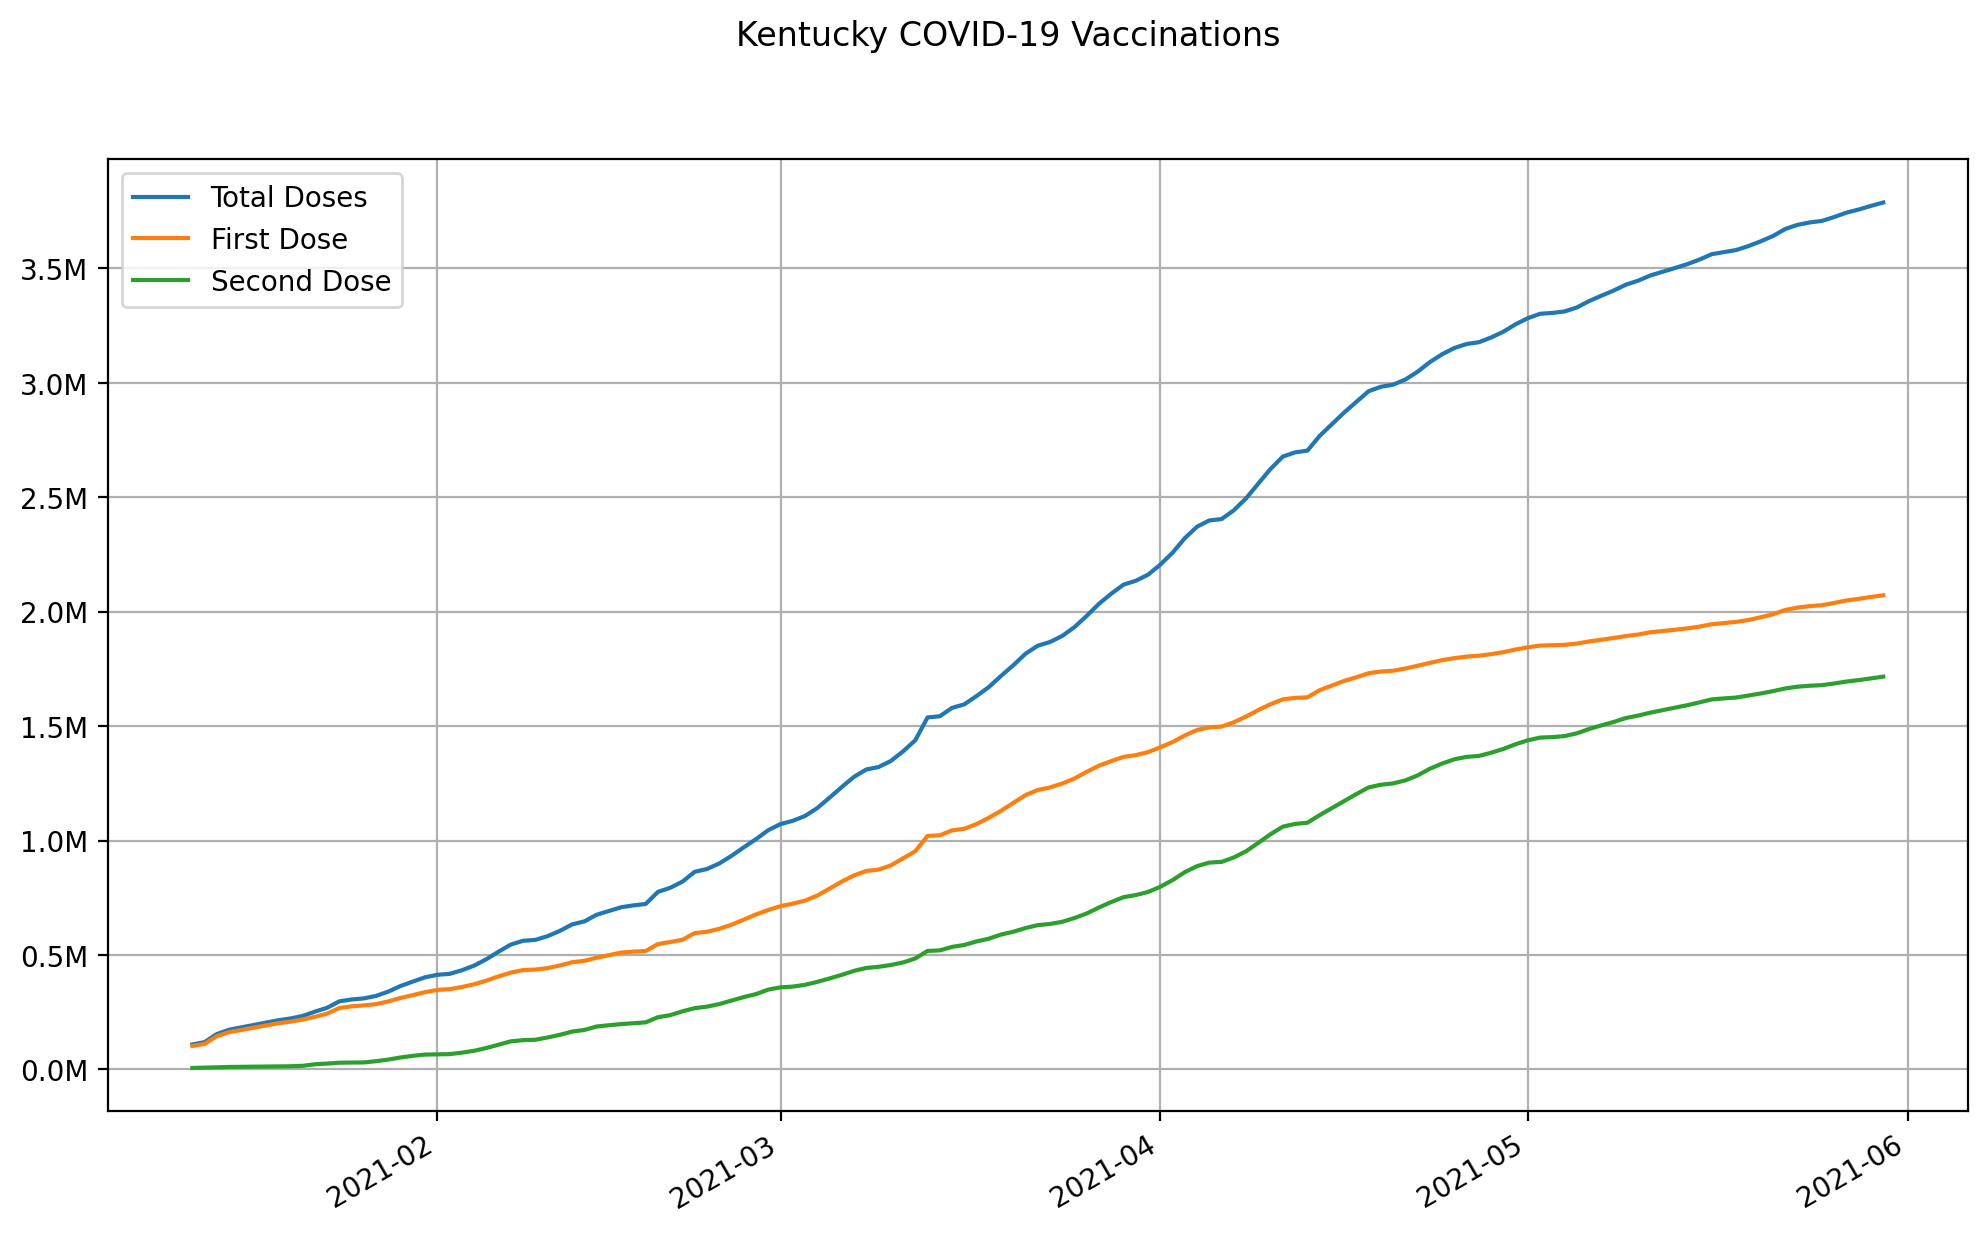 Kentucky COVID-19 Vaccinations
Total Doses
First Dose
Second Dose
3.5M
3.0M
2.5M
2.0M
1.5M
1.0M
0.5M
0.0M
2021-02
2021-03
2021-04
2021-05
2021-06